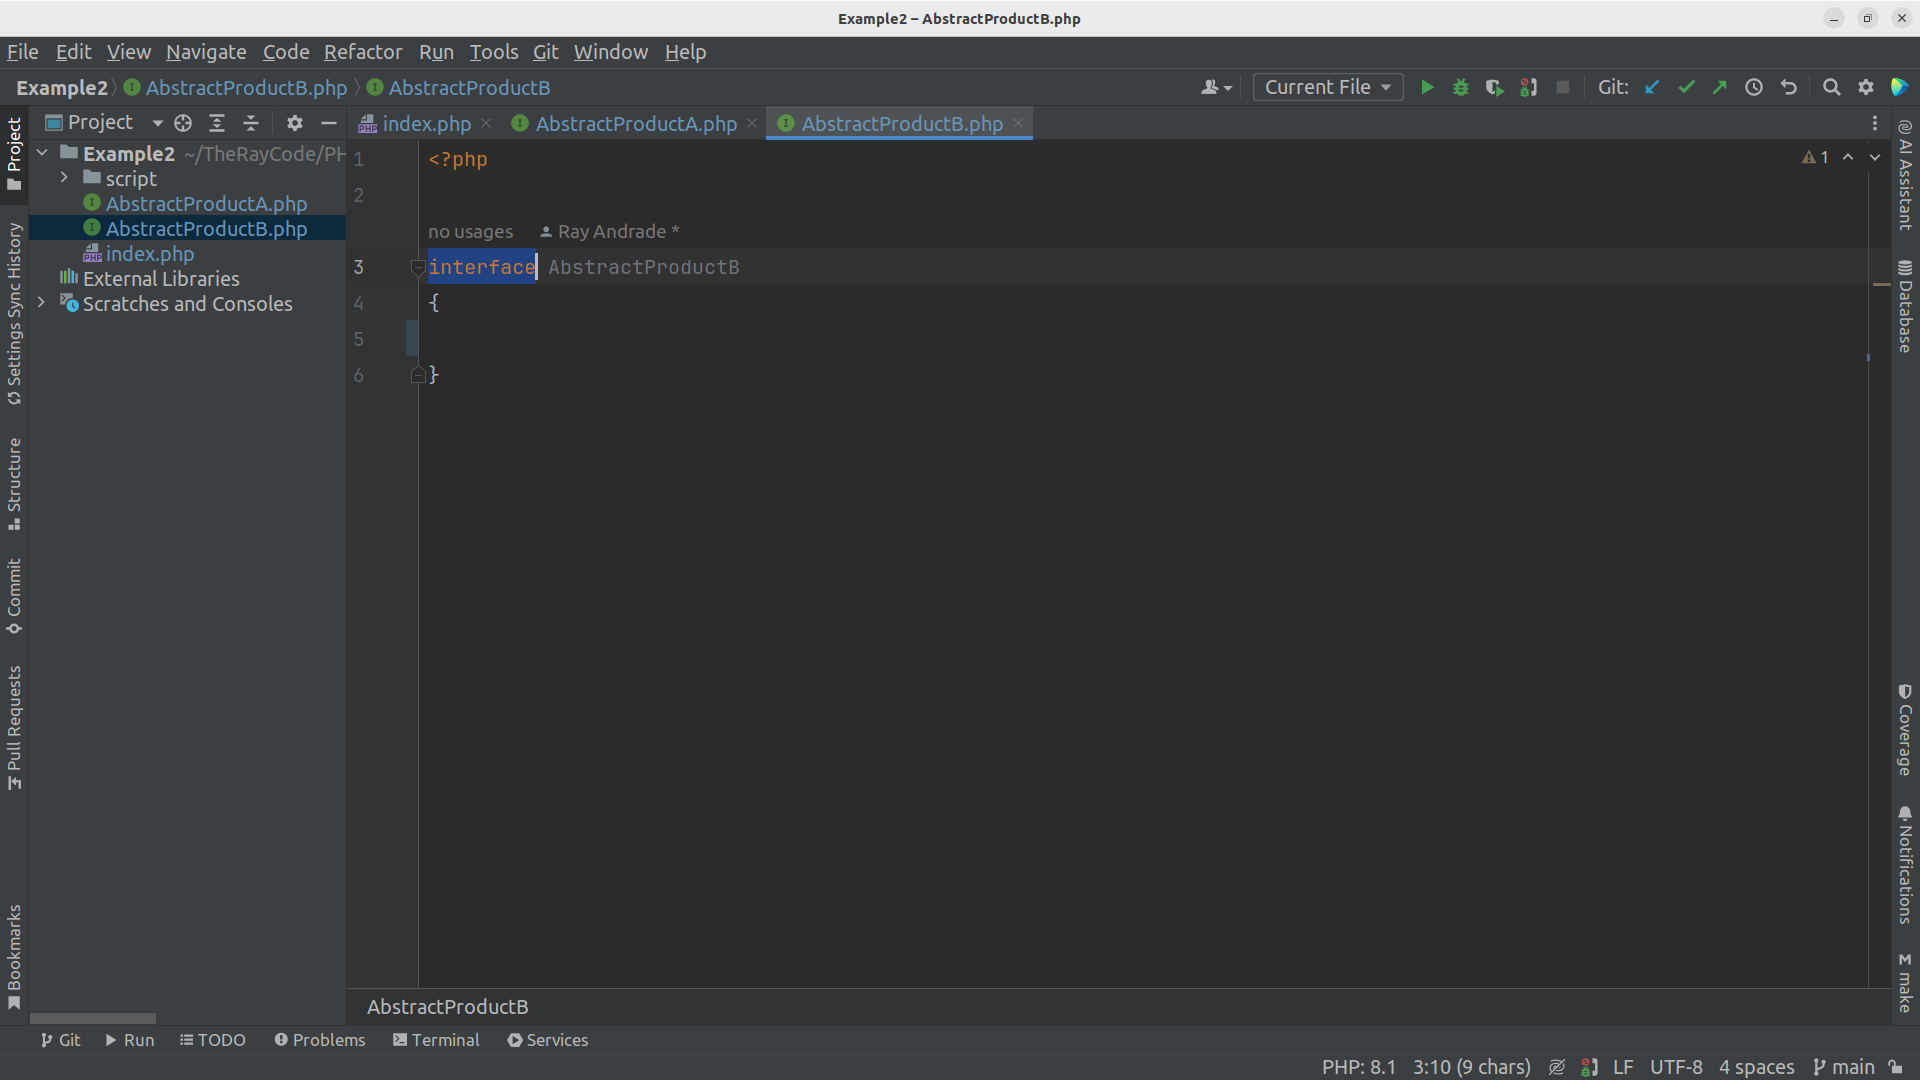 Example2 – AbstractProductB.php
File Edit View Navigate Code Refactor Run Tools Git Window Help
Example2 AbstractProductB.php AbstractProductB Current File Git:
Project index.php AbstractProductA.php AbstractProductB.php
Example2 ~/TheRayCode/PH
script
AbstractProductA.php
AbstractProductB.php
index.php
External Libraries
Scratches and Consoles
1 <?php
2
no usages Ray Andrade *
3 interface AbstractProductB
4 {
5
6 }
1
Project
Settings Sync History
Structure
Commit
Pull Requests
Bookmarks
AI Assistant
Database
Coverage
Notifications
M make
AbstractProductB
Git Run TODO Problems Terminal Services
PHP: 8.1 3:10 (9 chars) LF UTF-8 4 spaces main